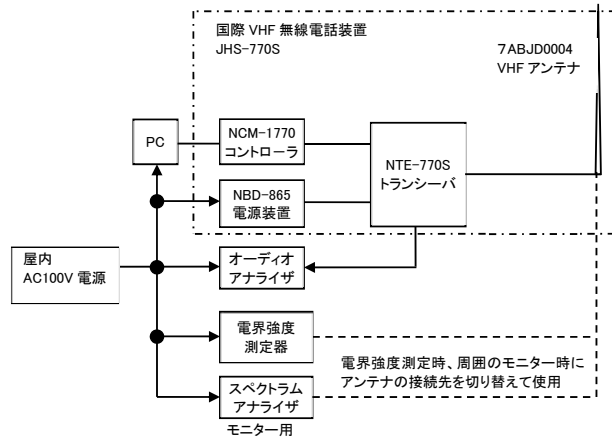 国際 VHF 無線電話装置
JHS-770S
7ABJD0004
VHF アンテナ
PC
NCM-1770
コントローラ
NTE-770S
トランシーバ
NBD-865
電源装置
屋内
AC100V 電源
オーディオ
アナライザ
電界強度
測定器
電界強度測定時、周囲のモニター時に
アンテナの接続先を切り替えて使用
スペクトラム
アナライザ
モニター用